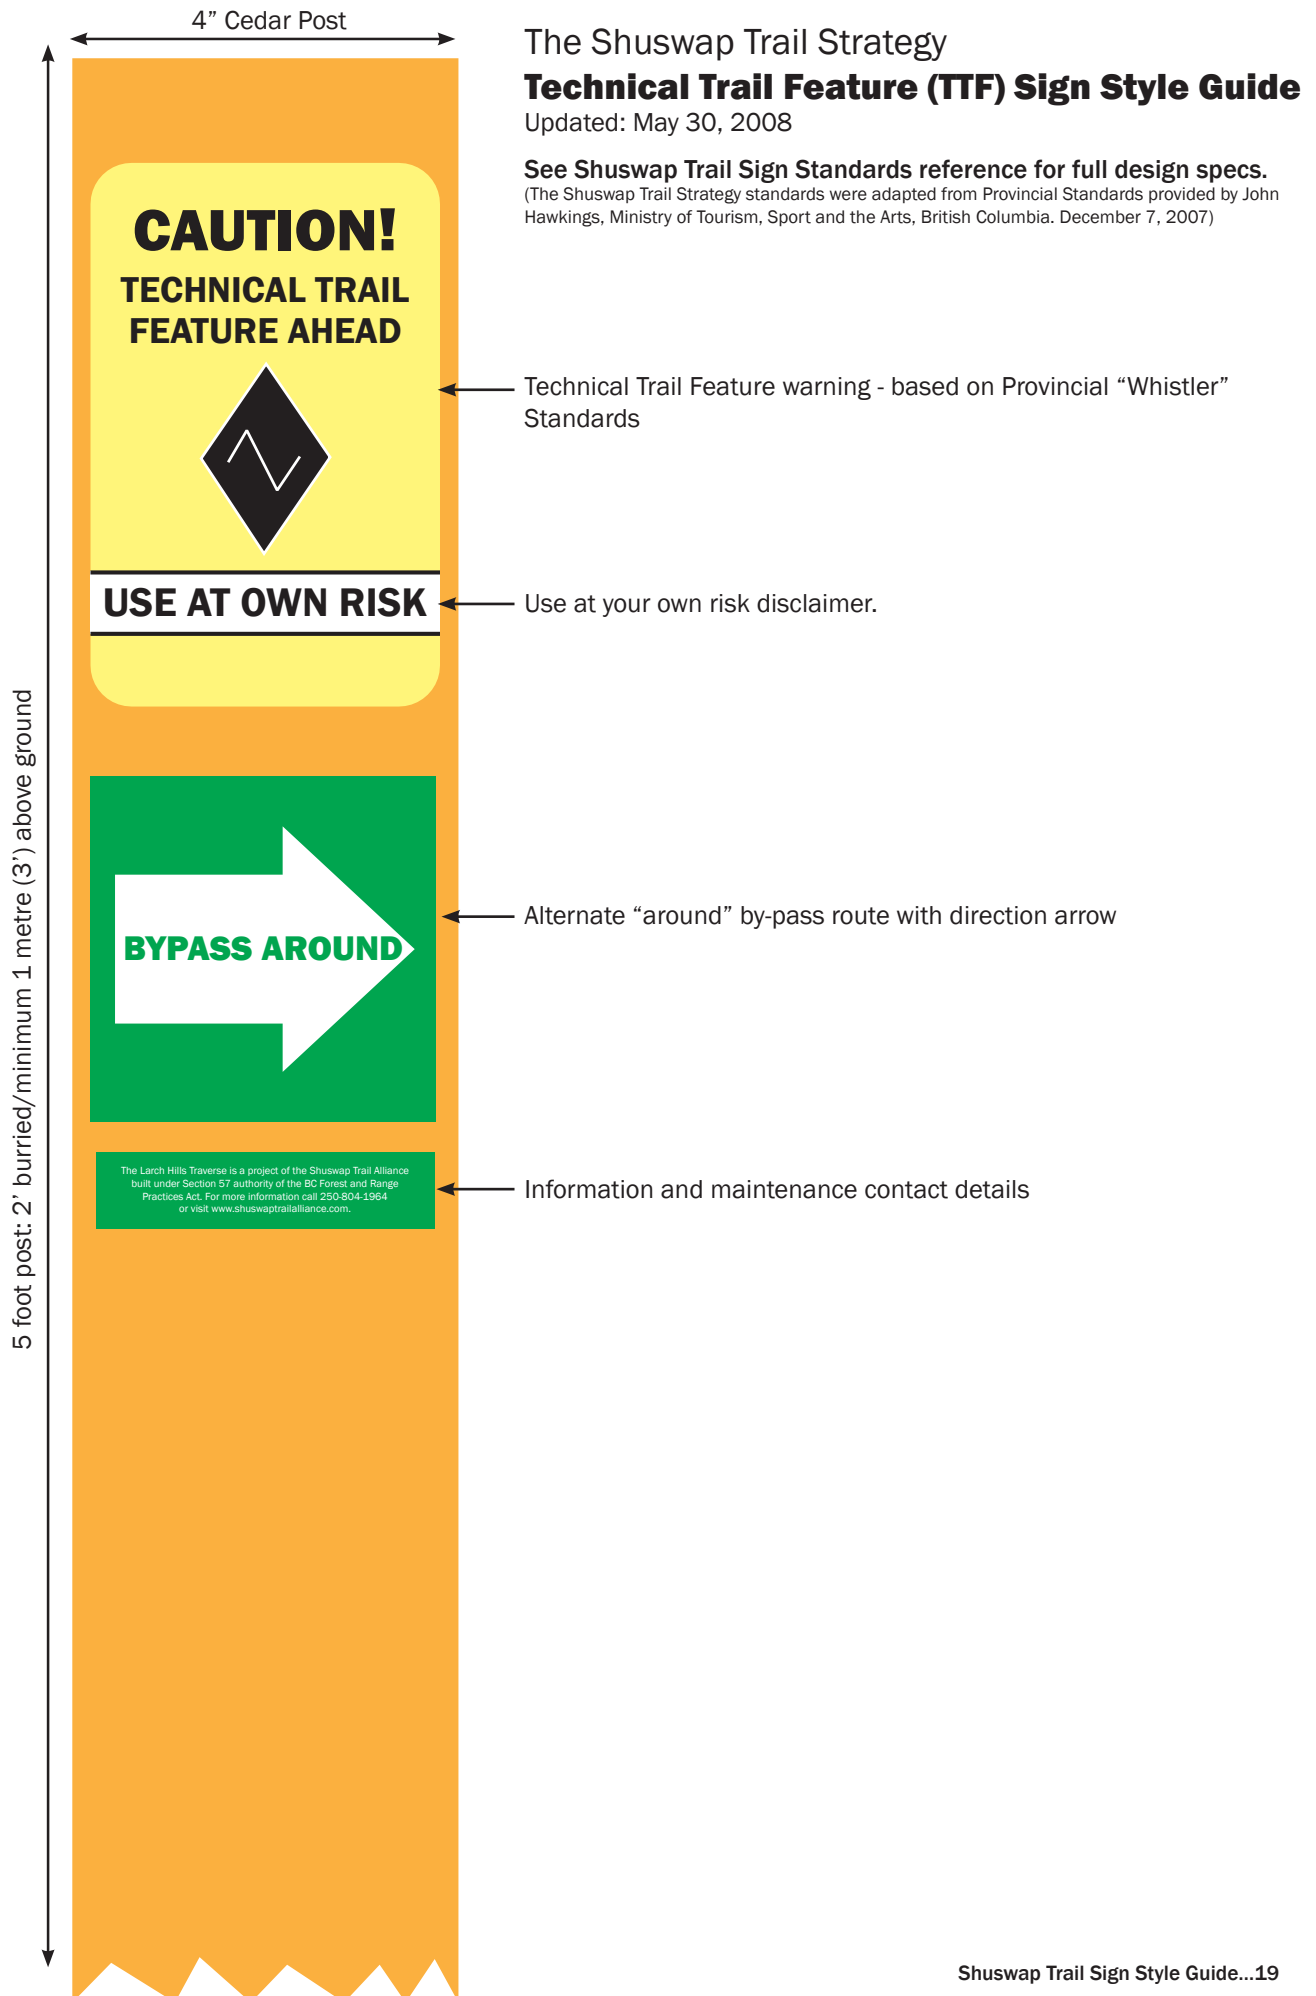 4” Cedar Post
The Shuswap Trail Strategy
Technical Trail Feature (TTF) Sign Style Guide
Updated: May 30, 2008
See Shuswap Trail Sign Standards reference for full design specs.
(The Shuswap Trail Strategy standards were adapted from Provincial Standards provided by John
Hawkings, Ministry of Tourism, Sport and the Arts, British Columbia. December 7, 2007)
CAUTION!
TECHNICAL TRAIL
FEATURE AHEAD
Technical Trail Feature warning - based on Provincial “Whistler”
Standards
USE AT OWN RISK
Use at your own risk disclaimer.
5 foot post: 2’ burried/minimum 1 metre (3’) above ground
BYPASS AROUND
Alternate “around” by-pass route with direction arrow
The Larch Hills Traverse is a project of the Shuswap Trail Alliance
built under Section 57 authority of the BC Forest and Range
Practices Act. For more information call 250-804-1964
or visit www.shuswaptrailalliance.com.
Information and maintenance contact details
Shuswap Trail Sign Style Guide...19